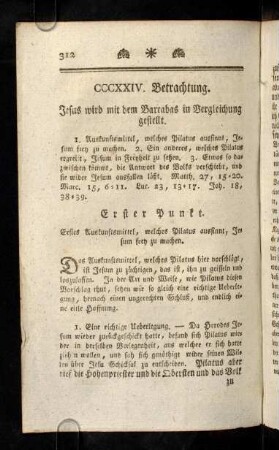 312
CCCXXIV. Betrachtung.
Jesus wird mit dem Barrabas in Vergleichung
gestellt.
1. Auskunftsmittel, welches Pilatus aussinnt, Je-
sum frey zu machen. 2. Ein anderes, welches Pilatus
ergreift, Jesum in Freyheit zu setzen. 3. Etwas so da-
zwischen kömmt, die Antwort des Volks verschiebt, und
sie wider Jesum ausfallen läßt. Matth. 27, 15-20.
Marc. 15, 6-11. Luc. 23, 13-17. Joh. 18,
38-39.
Erster Punkt.
Erstes Auskunftsmittel, welches Pilatus aussinnt, Je-
sum frey zu machen.
Das Auskunftsmittel, welches Pilatus hier vorschlägt,
ist Jesum zu züchtigen, das ist, ihn zu geißeln und
loszulassen. In der Art und Weise, wie Pilatus diesen
Vorschlag thut, sehen wir so gleich eine richtige Ueberle-
gung, hernach einen ungerechten Schluß, und endlich ei-
ne eitle Hoffnung.
1. Eine richtige Ueberlegung. — Da Herodes Je-
sum wieder zurückgeschickt hatte, befand sich Pilatus wie-
der in derselben Verlegenheit, aus welcher er sich hatte
ziehn wollen, und sah sich genöthigt wider seinen Wil-
len über Jesu Schicksal zu entscheiden. Pilatus aber
rief die Hohenpriester und die Obersten und das Volk
zu